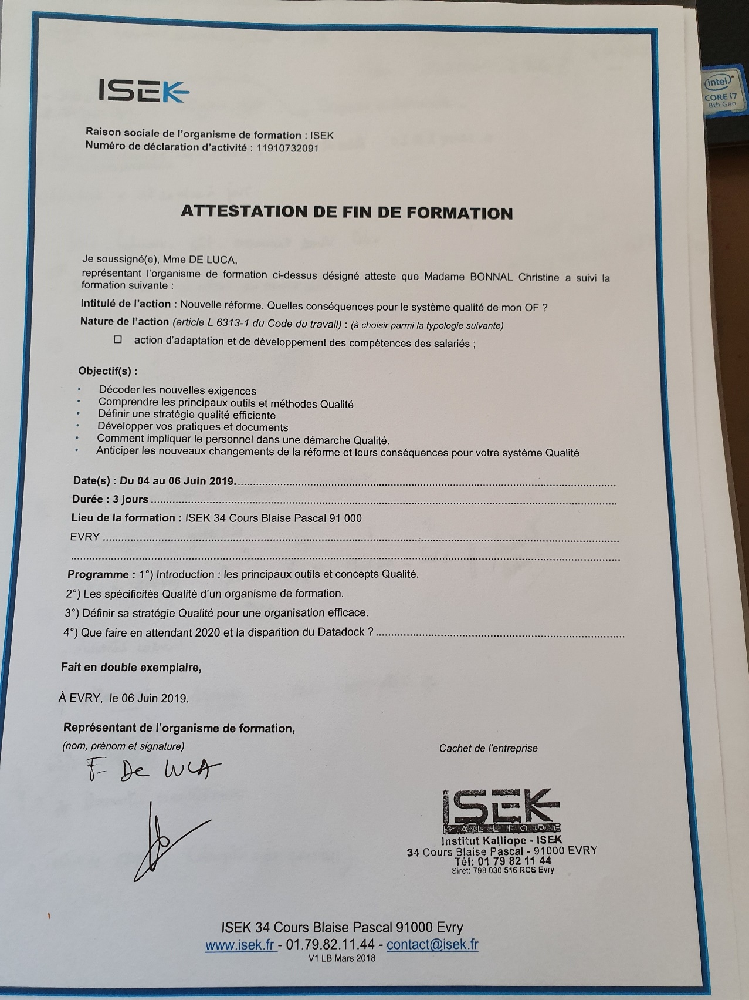 ISEK
intel
CORE i7
8th Gen
Raison sociale de l'organisme de formation : ISEK
Numéro de déclaration d'activité : 11910732091
ATTESTATION DE FIN DE FORMATION
Je soussigné(e), Mme DE LUCA,
représentant l'organisme de formation ci-dessus désigné atteste que Madame BONNAL Christine a suivi la
formation suivante :
Intitulé de l'action : Nouvelle réforme. Quelles conséquences pour le système qualité de mon OF ?
Nature de l'action (article L 6313-1 du Code du travail) : (à choisir parmi la typologie suivante)
□ action d'adaptation et de développement des compétences des salariés ;
Objectif(s) :
• Décoder les nouvelles exigences
• Comprendre les principaux outils et méthodes Qualité
• Définir une stratégie qualité efficiente
• Développer vos pratiques et documents
• Comment impliquer le personnel dans une démarche Qualité.
• Anticiper les nouveaux changements de la réforme et leurs conséquences pour votre système Qualité
Date(s) : Du 04 au 06 Juin 2019.
Durée : 3 jours
Lieu de la formation : ISEK 34 Cours Blaise Pascal 91 000
EVRY
Programme : 1°) Introduction : les principaux outils et concepts Qualité.
2°) Les spécificités Qualité d'un organisme de formation.
3°) Définir sa stratégie Qualité pour une organisation efficace.
4°) Que faire en attendant 2020 et la disparition du Datadock ?
Fait en double exemplaire,
À EVRY, le 06 Juin 2019.
Représentant de l'organisme de formation,
(nom, prénom et signature)
Cachet de l'entreprise
F De LUCA
ISEK
KALLIOPE
Institut Kalliope - ISEK
34 Cours Blaise Pascal - 91000 EVRY
Tél: 01 79 82 11 44
Siret: 798 030 516 RCS Evry
ISEK 34 Cours Blaise Pascal 91000 Evry
www.isek.fr - 01.79.82.11.44 - contact@isek.fr
V1 LB Mars 2018